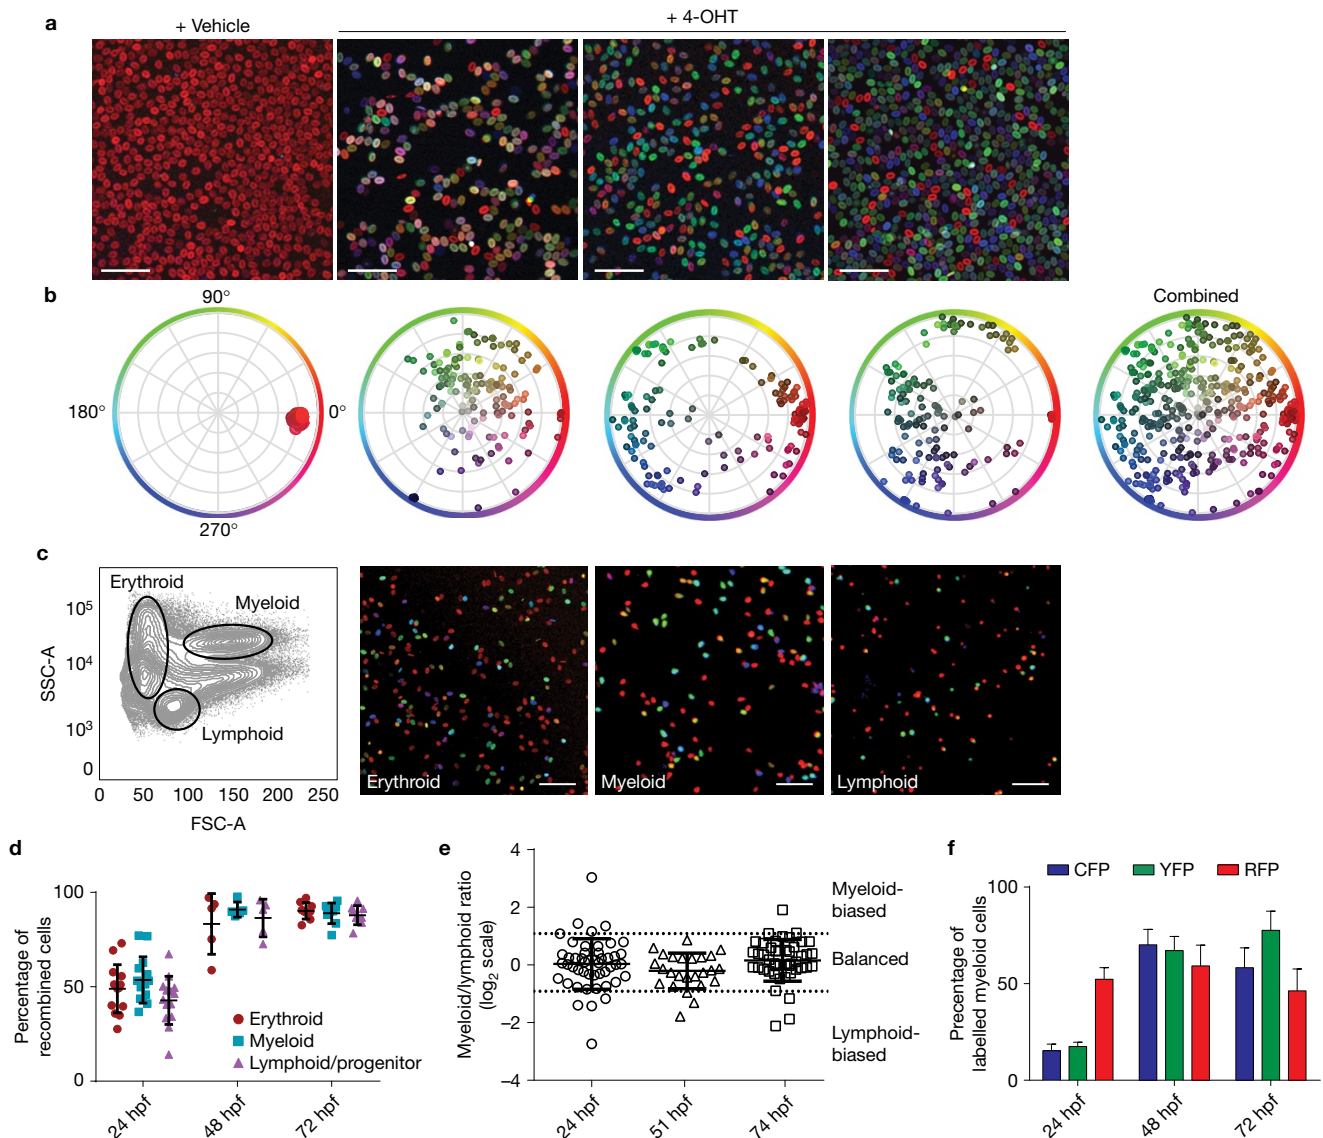 a
+ Vehicle
+ 4-OHT
b
90°
180°
0°
270°
Combined
c
Erythroid
Myeloid
Lymphoid
10⁵
10⁴
10³
0
SSC-A
0 50 100 150 200 250
FSC-A
Erythroid
Myeloid
Lymphoid
d
Percentage of
recombined cells
100
50
0
Erythroid
Myeloid
Lymphoid/progenitor
24 hpf
48 hpf
72 hpf
e
Myeloid/lymphoid ratio
(log₂ scale)
4
2
0
−2
−4
Myeloid-
biased
Balanced
Lymphoid-
biased
24 hpf
51 hpf
74 hpf
f
CFP YFP RFP
Precentage of
labelled myeloid cells
100
50
0
24 hpf
48 hpf
72 hpf